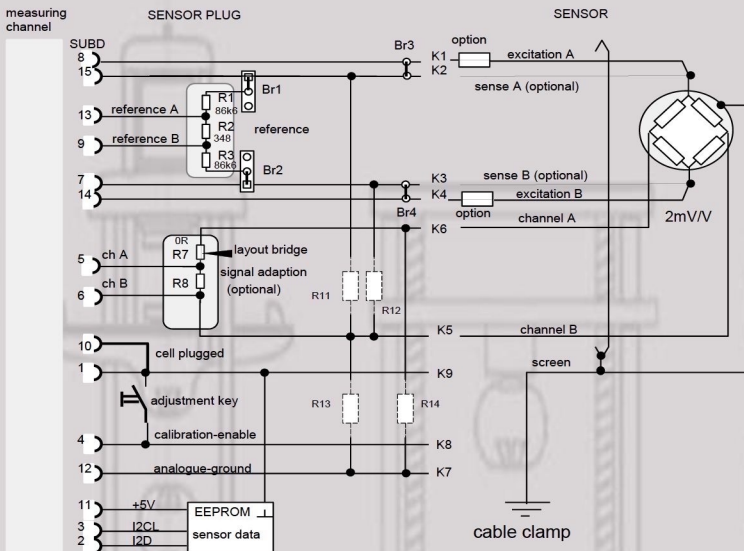 measuring
channel
SENSOR PLUG
SENSOR
SUBD
8
Br3
K1
option
excitation A
15
K2
sense A (optional)
Br1
13
reference A
R1
86k6
R2
348
reference
9
reference B
R3
86k6
Br2
7
K3
sense B (optional)
14
K4
excitation B
Br4
option
channel A
2mV/V
K6
0R
R7
layout bridge
5
ch A
signal adaption
(optional)
R8
6
ch B
R11
R12
K5
channel B
10
cell plugged
1
K9
screen
adjustment key
R13
R14
4
calibration-enable
K8
12
analogue-ground
K7
11
+5V
EEPROM
3
I2CL
sensor data
2
I2D
cable clamp